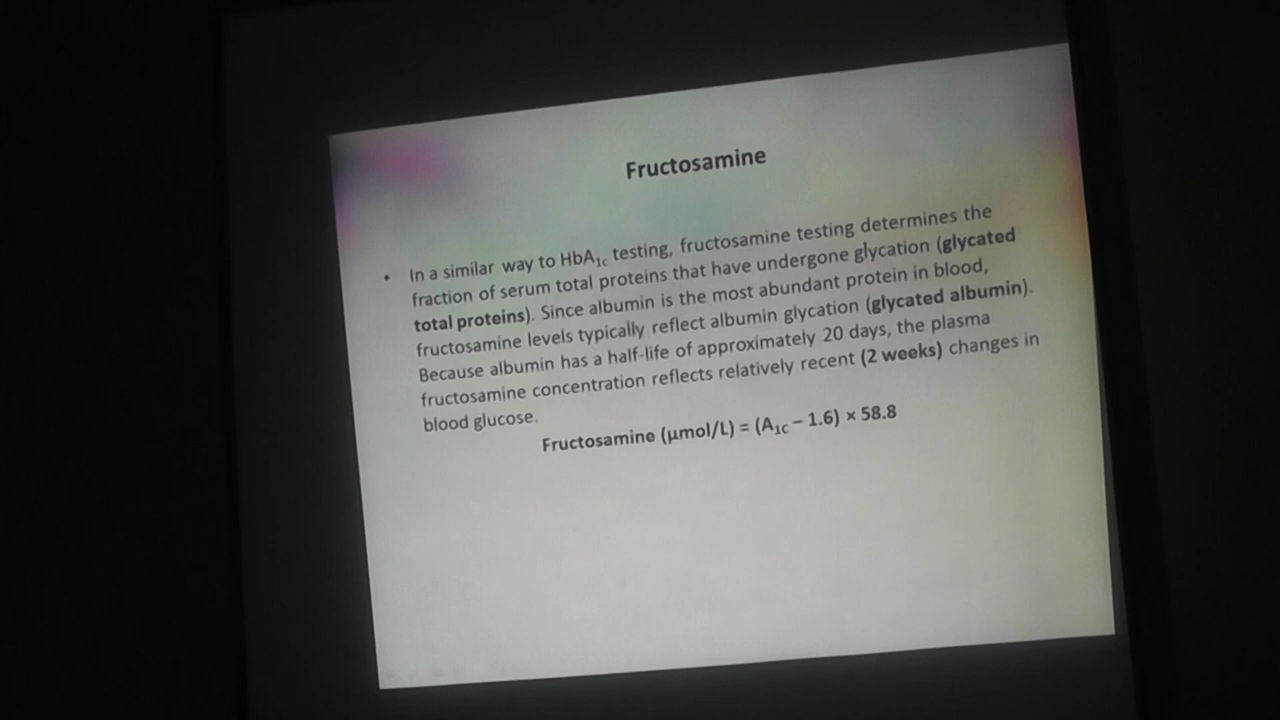 Fructosamine
• In a similar way to HbA1c testing, fructosamine testing determines the
fraction of serum total proteins that have undergone glycation (glycated
total proteins). Since albumin is the most abundant protein in blood,
fructosamine levels typically reflect albumin glycation (glycated albumin).
Because albumin has a half-life of approximately 20 days, the plasma
fructosamine concentration reflects relatively recent (2 weeks) changes in
blood glucose.
Fructosamine (μmol/L) = (A1C – 1.6) × 58.8